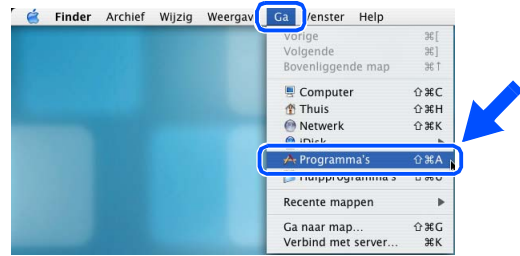 Finder Archief Wijzig Weergav Ga Venster Help
Vorige ⌘[
Volgende ⌘]
Bovenliggende map ⌘↑
Computer ⇧⌘C
Thuis ⇧⌘H
Netwerk ⇧⌘K
iDisk
Programma's ⇧⌘A
Hulpprogramma's ⇧⌘U
Recente mappen
Ga naar map... ⇧⌘G
Verbind met server... ⌘K